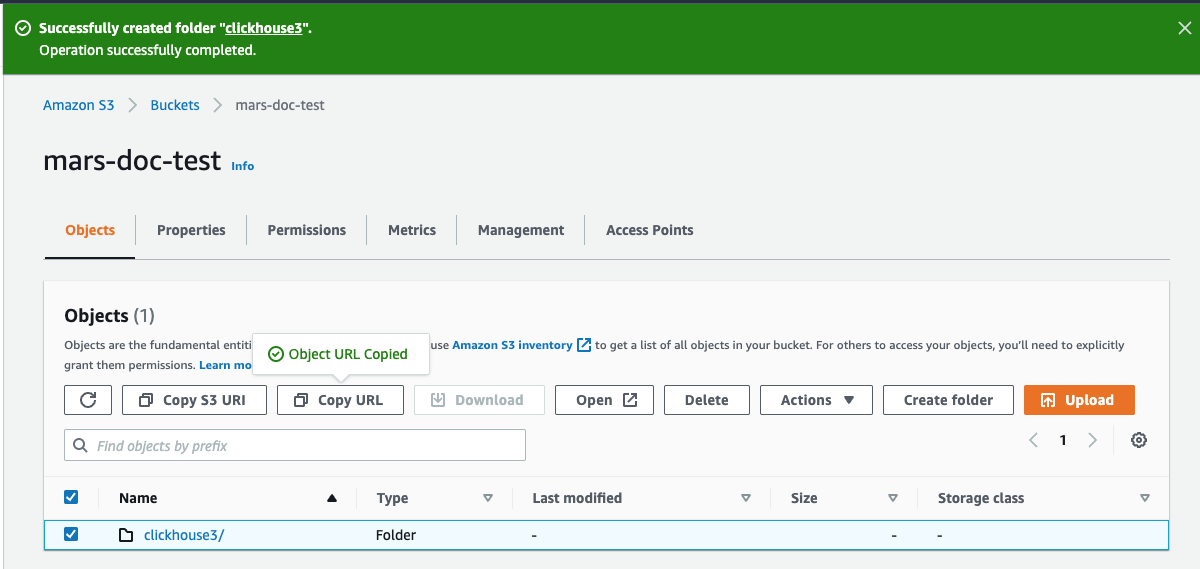 Successfully created folder "clickhouse3".
Operation successfully completed.
Amazon S3 > Buckets > mars-doc-test
mars-doc-test Info
Objects Properties Permissions Metrics Management Access Points
Objects (1)
Objects are the fundamental use Amazon S3 inventory to get a list of all objects in your bucket. For others to access your objects, you'll need to explicitly
Object URL Copied
grant them permissions. Learn
Copy S3 URI Copy URL Download Open Delete Actions Create folder Upload
Find objects by prefix 1
Name Type Last modified Size Storage class
clickhouse3/ Folder - - -